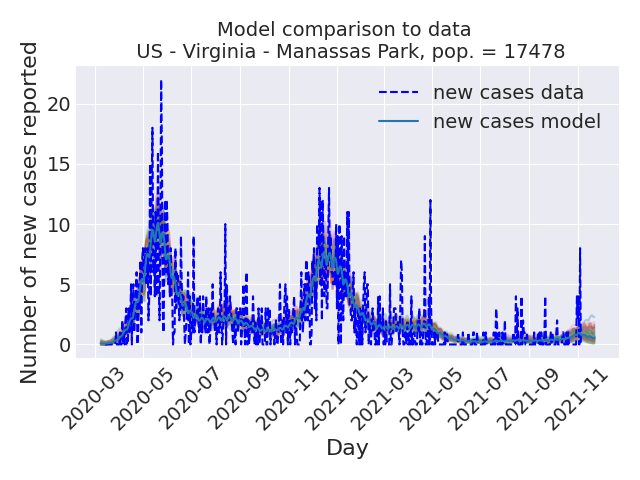 Model comparison to data
US - Virginia - Manassas Park, pop. = 17478
new cases data
new cases model
Number of new cases reported
20
15
10
5
0
2020-03
2020-05
2020-07
2020-09
2020-11
2021-01
2021-03
2021-05
2021-07
2021-09
2021-11
Day